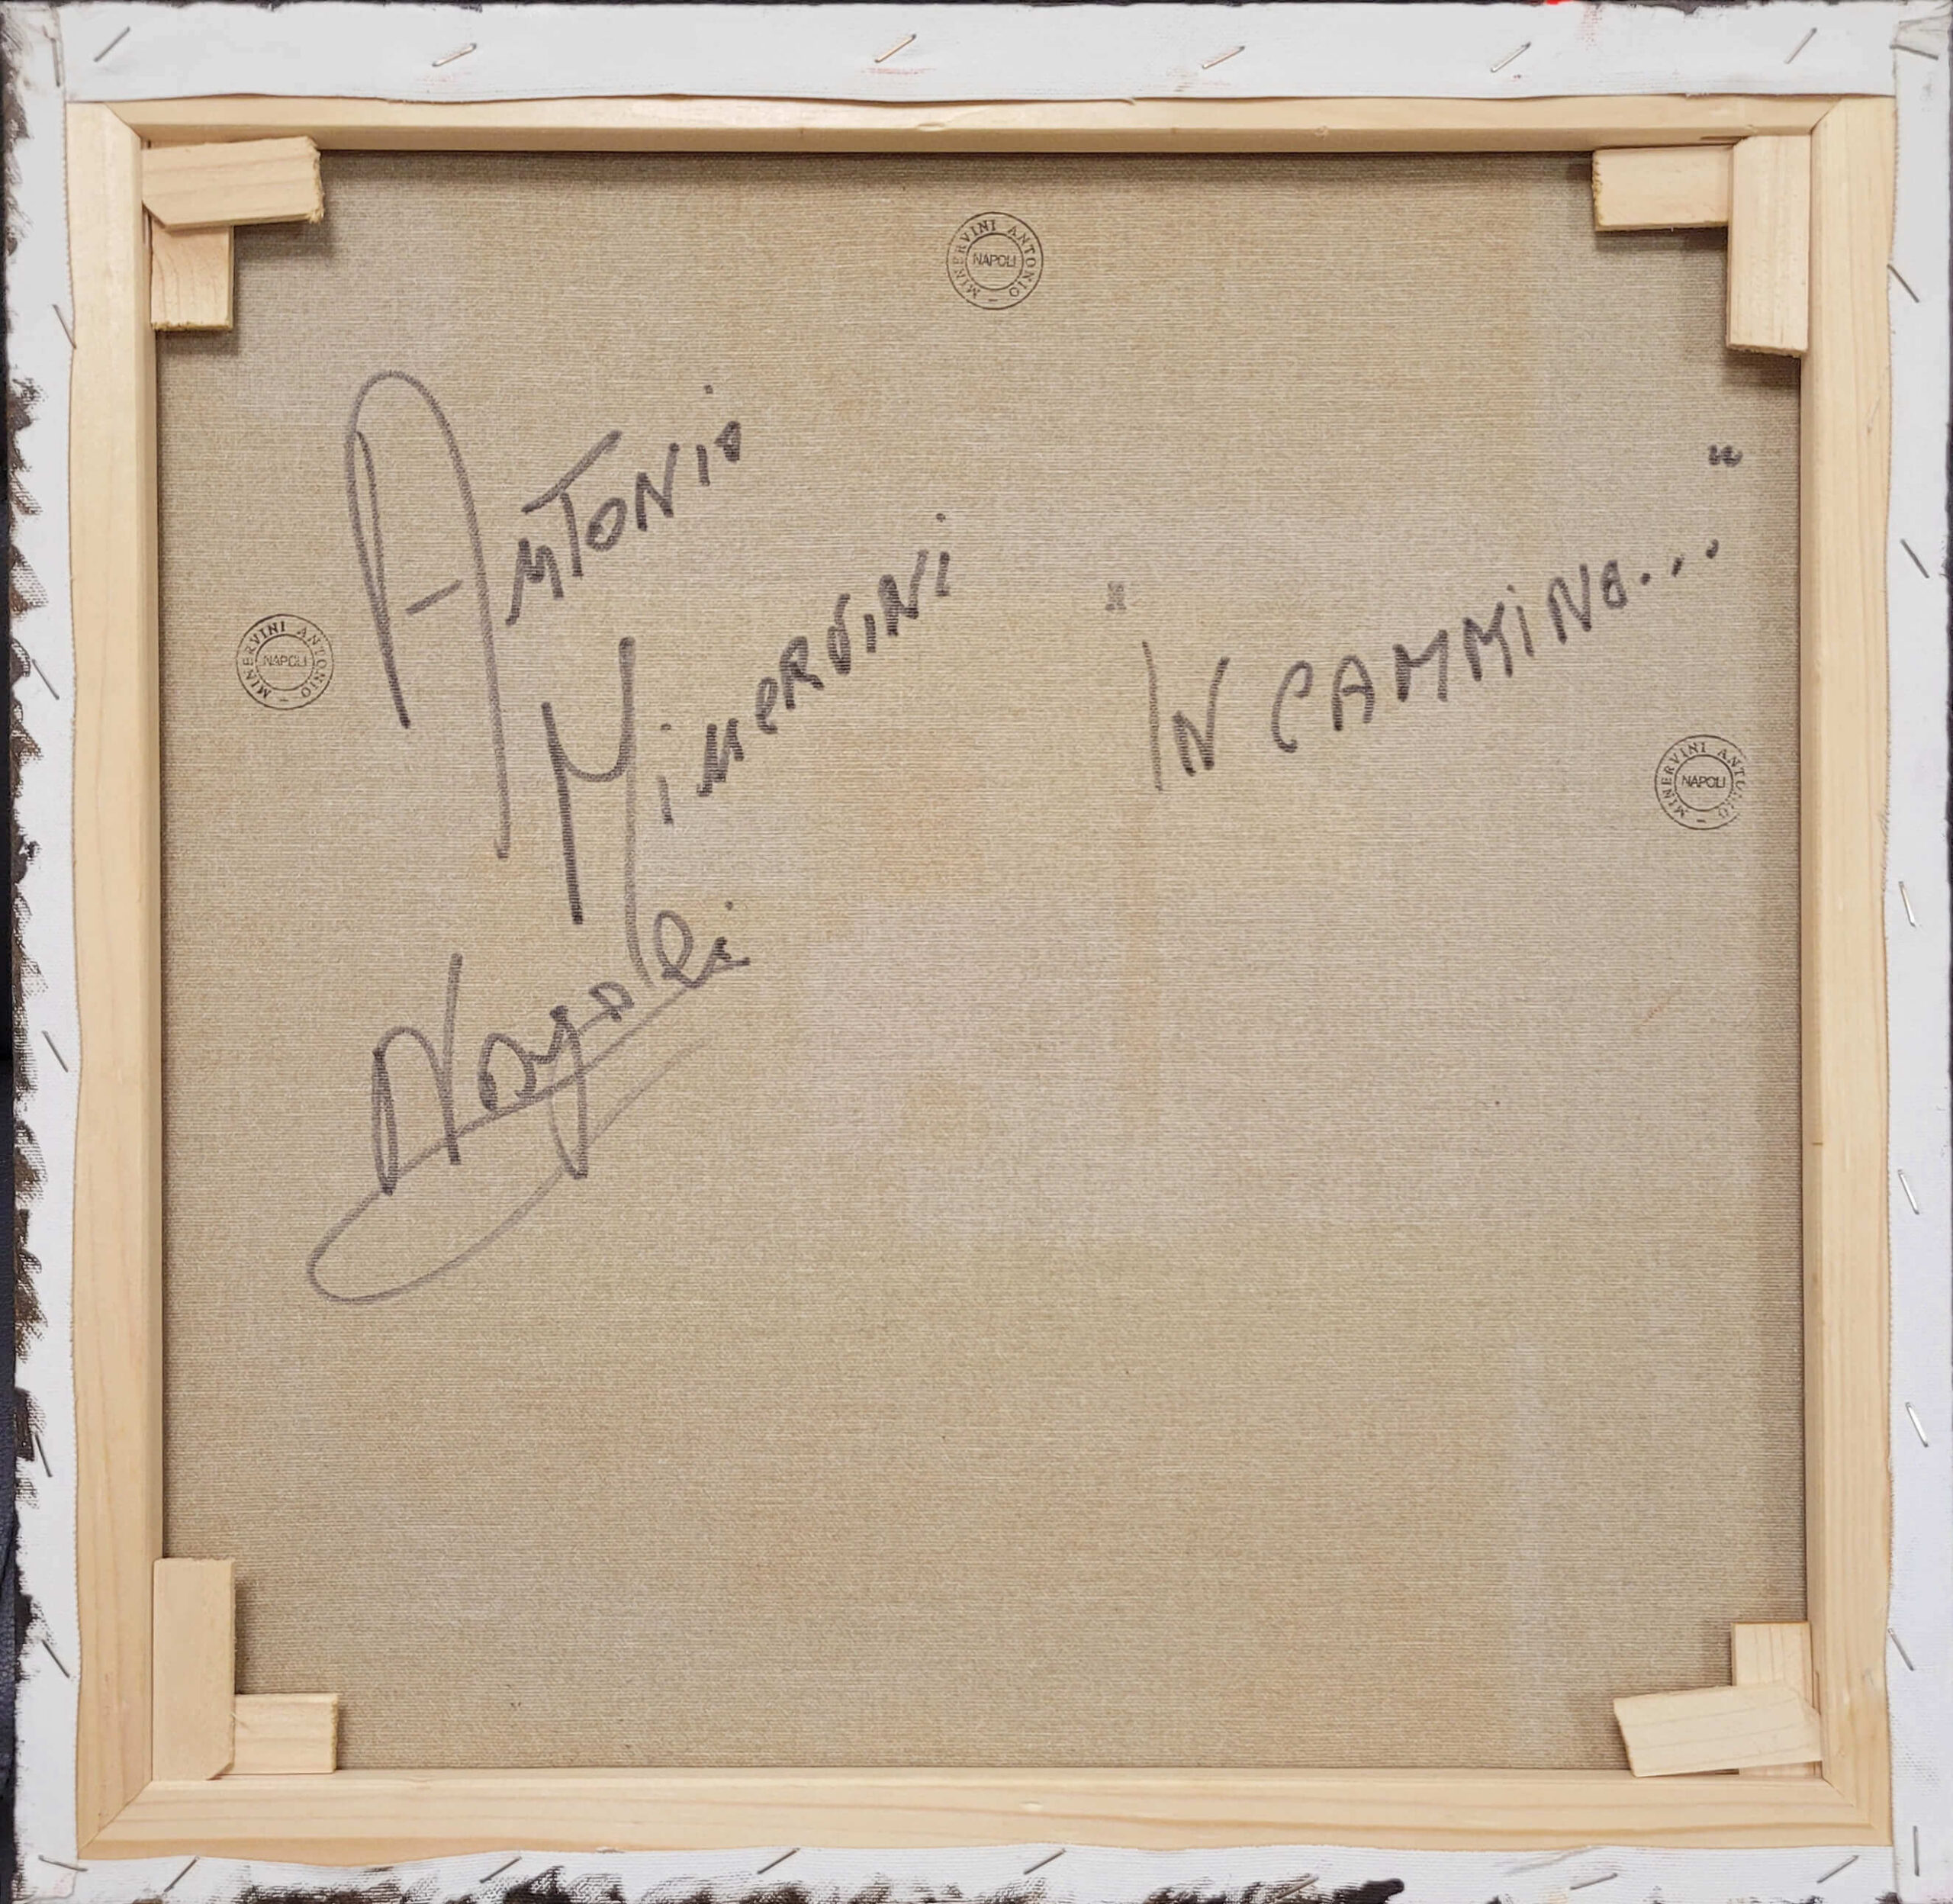 MINERVINI ANTONIO –
NAPOLI
Antonio
Minervini
Napoli
"IN CAMMINO..."
MINERVINI ANTONIO –
NAPOLI
MINERVINI ANTONIO –
NAPOLI